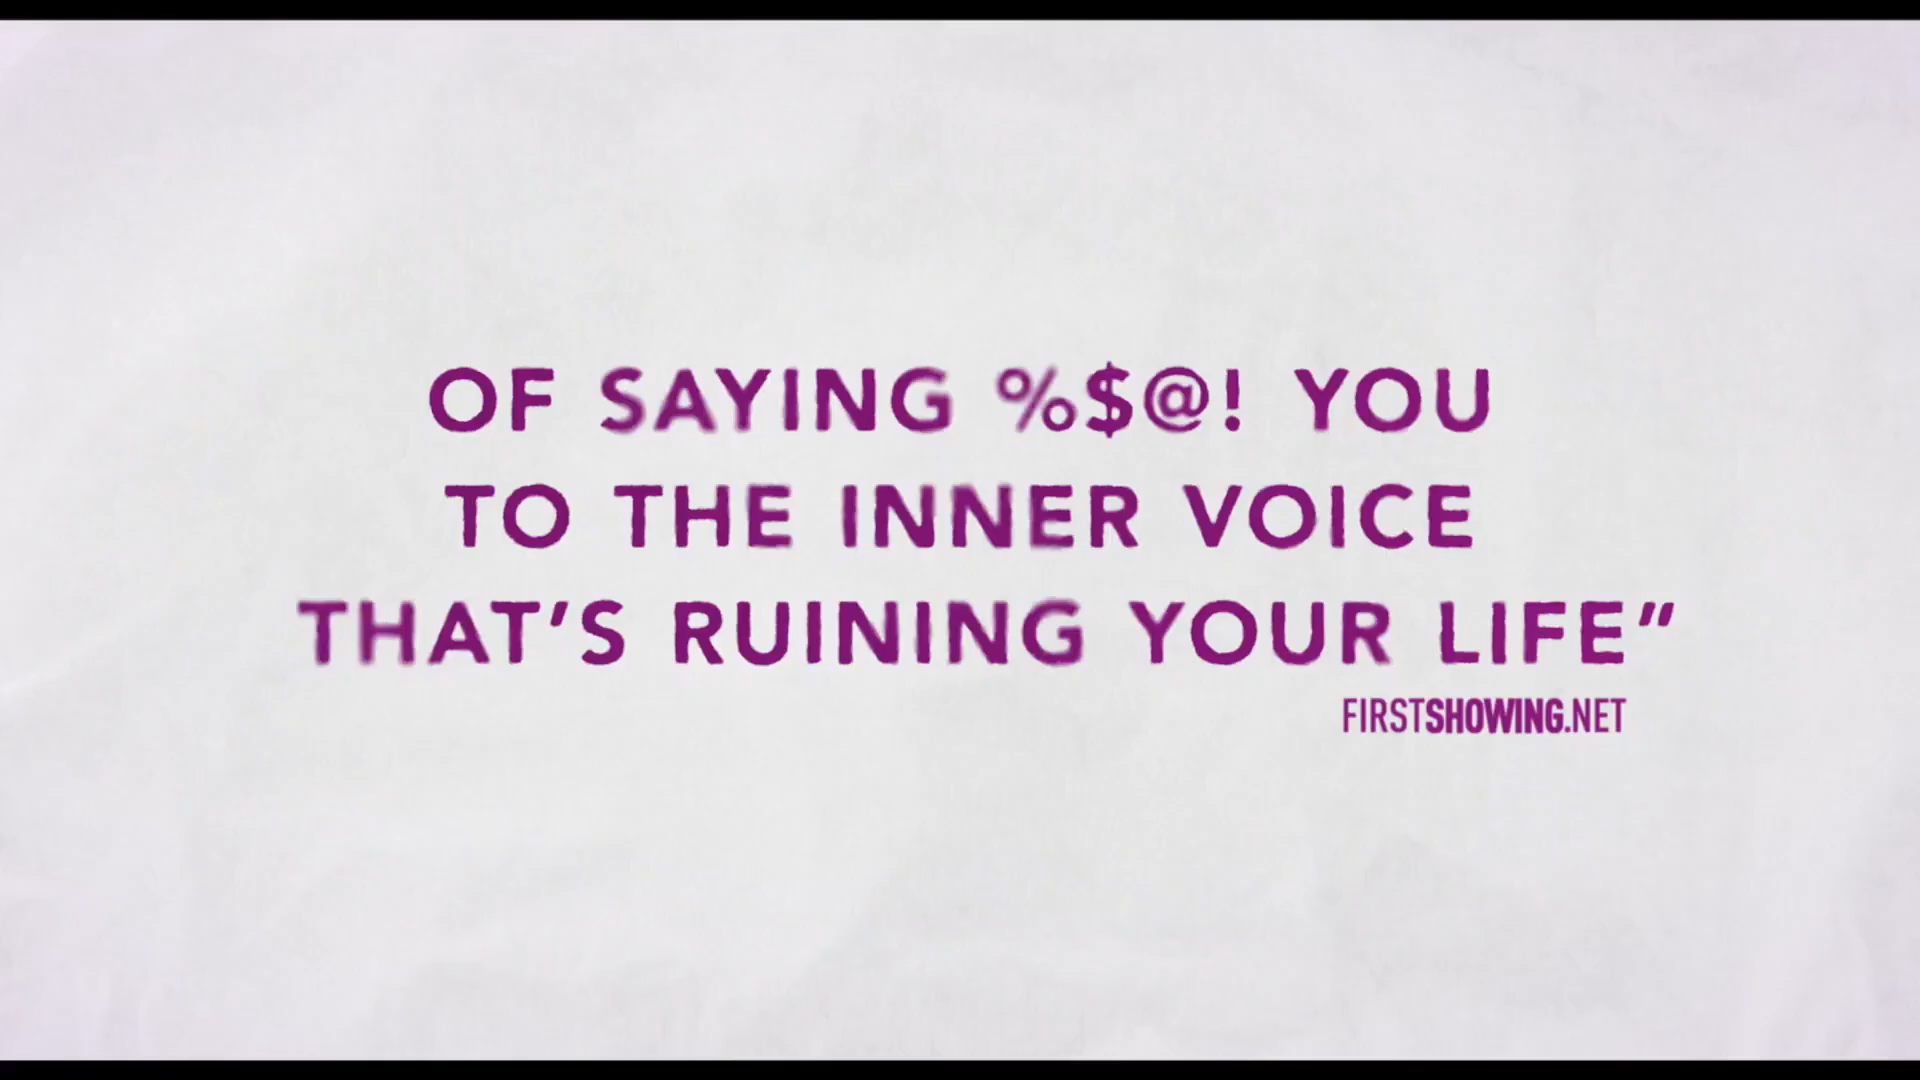 OF SAYING %$@! YOU
TO THE INNER VOICE
THAT’S RUINING YOUR LIFE”
FIRSTSHOWING.NET